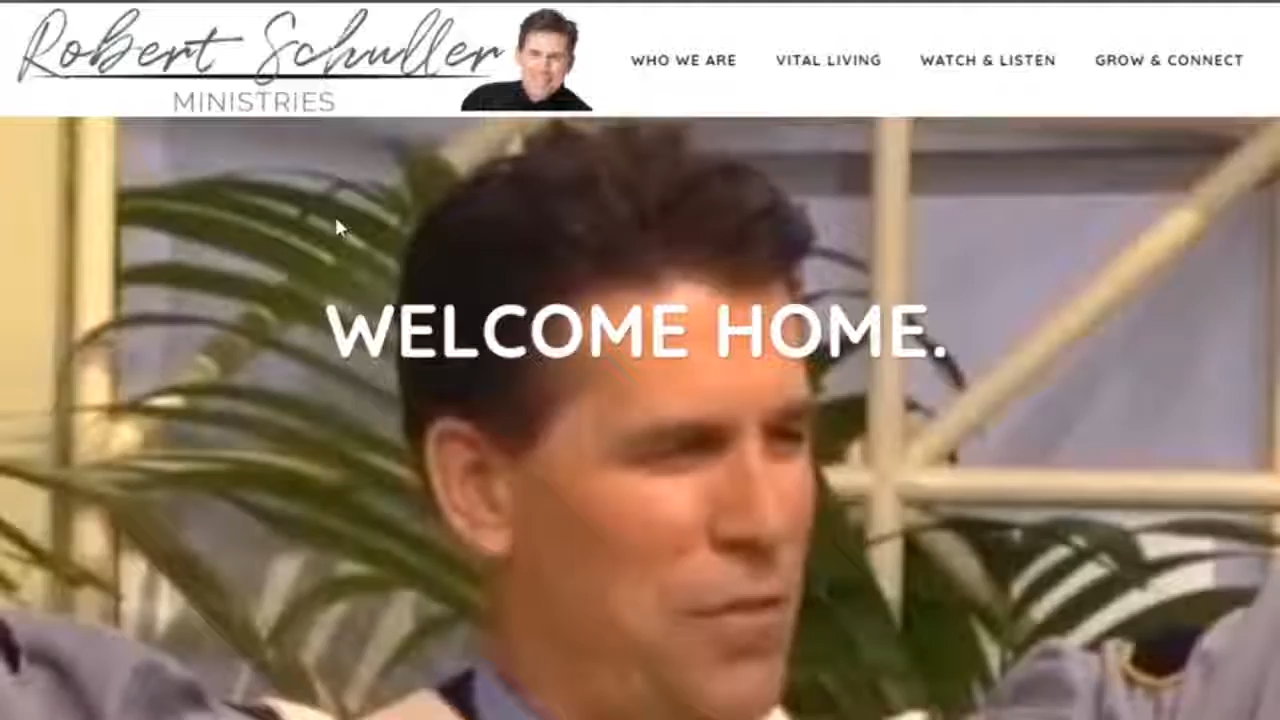 Robert Schuller
MINISTRIES
WHO WE ARE VITAL LIVING WATCH & LISTEN GROW & CONNECT
WELCOME HOME.